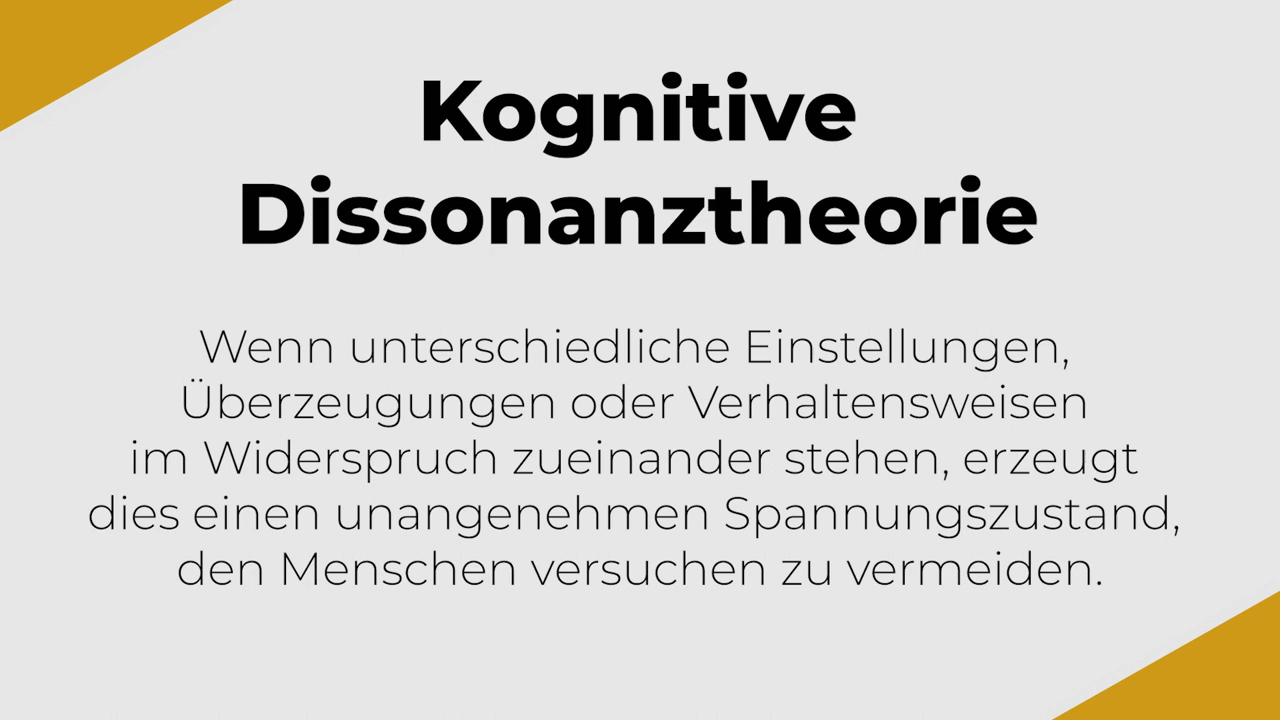 Kognitive
Dissonanztheorie
Wenn unterschiedliche Einstellungen,
Überzeugungen oder Verhaltensweisen
im Widerspruch zueinander stehen, erzeugt
dies einen unangenehmen Spannungszustand,
den Menschen versuchen zu vermeiden.